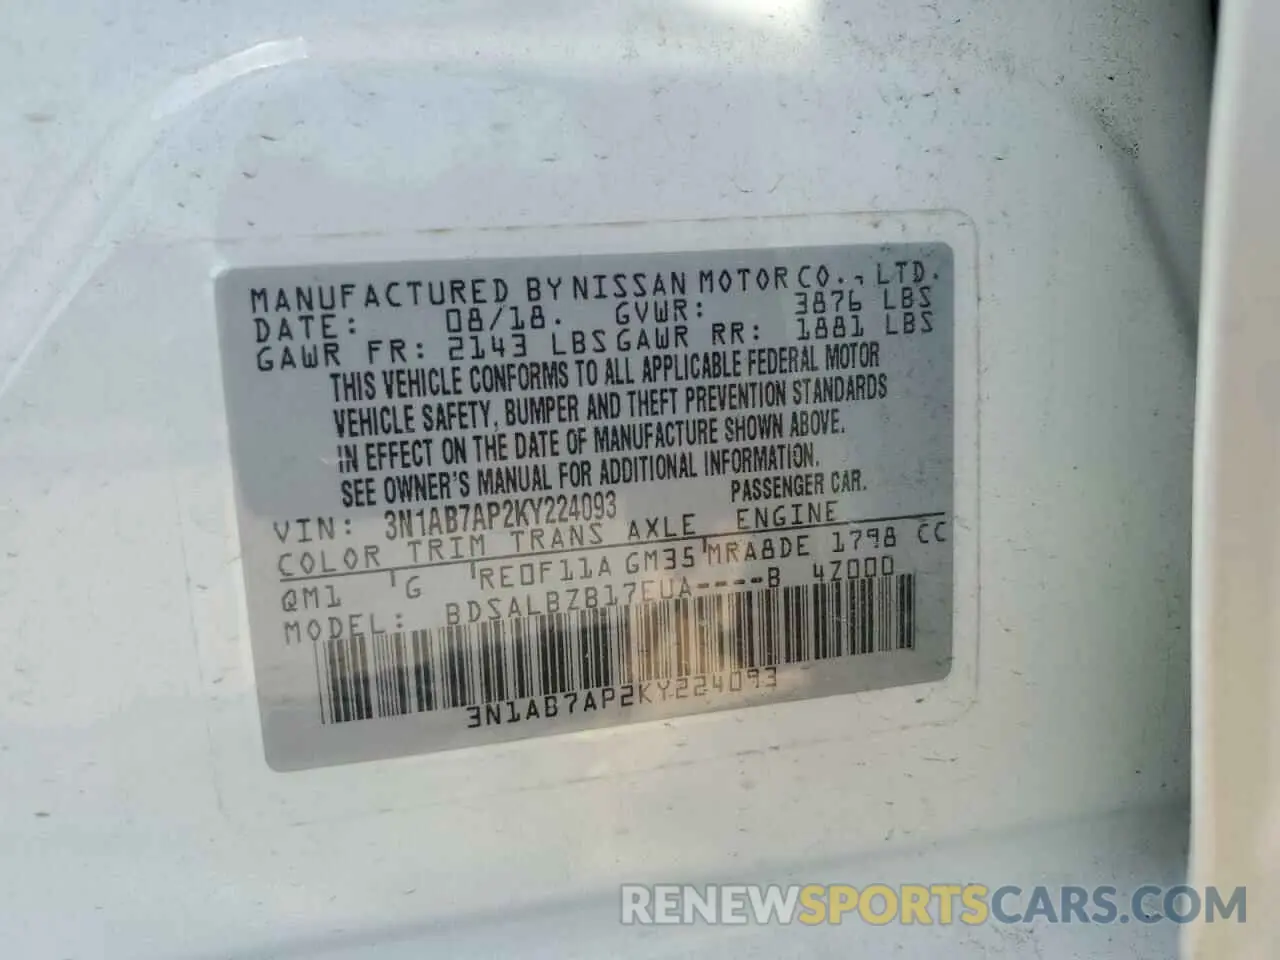 MANUFACTURED BY NISSAN MOTOR CO., LTD.
DATE: 08/18. GVWR: 3876 LBS
GAWR FR: 2143 LBS GAWR RR: 1881 LBS
THIS VEHICLE CONFORMS TO ALL APPLICABLE FEDERAL MOTOR
VEHICLE SAFETY, BUMPER AND THEFT PREVENTION STANDARDS
IN EFFECT ON THE DATE OF MANUFACTURE SHOWN ABOVE.
SEE OWNER'S MANUAL FOR ADDITIONAL INFORMATION.
VIN: 3N1AB7AP2KY224093 PASSENGER CAR.
COLOR TRIM TRANS AXLE ENGINE
QM1 G RE0F11A GM35 MRA8DE 1798 CC
MODEL: BDSALBZB17EUA----B 4Z000
3N1AB7AP2KY224093
RENEWSPORTSCARS.COM